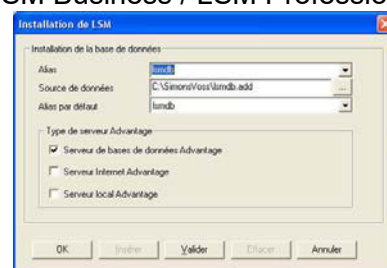 SM Business / LSM Professio
Installation de LSM
Installation de la base de données
Alias lsmdb
Source de données C:\SimonsVoss\lsmdb.add ...
Alias par défaut lsmdb
Type de serveur Advantage
Serveur de bases de données Advantage
Serveur Internet Advantage
Serveur local Advantage
OK Insérer Valider Effacer Annuler